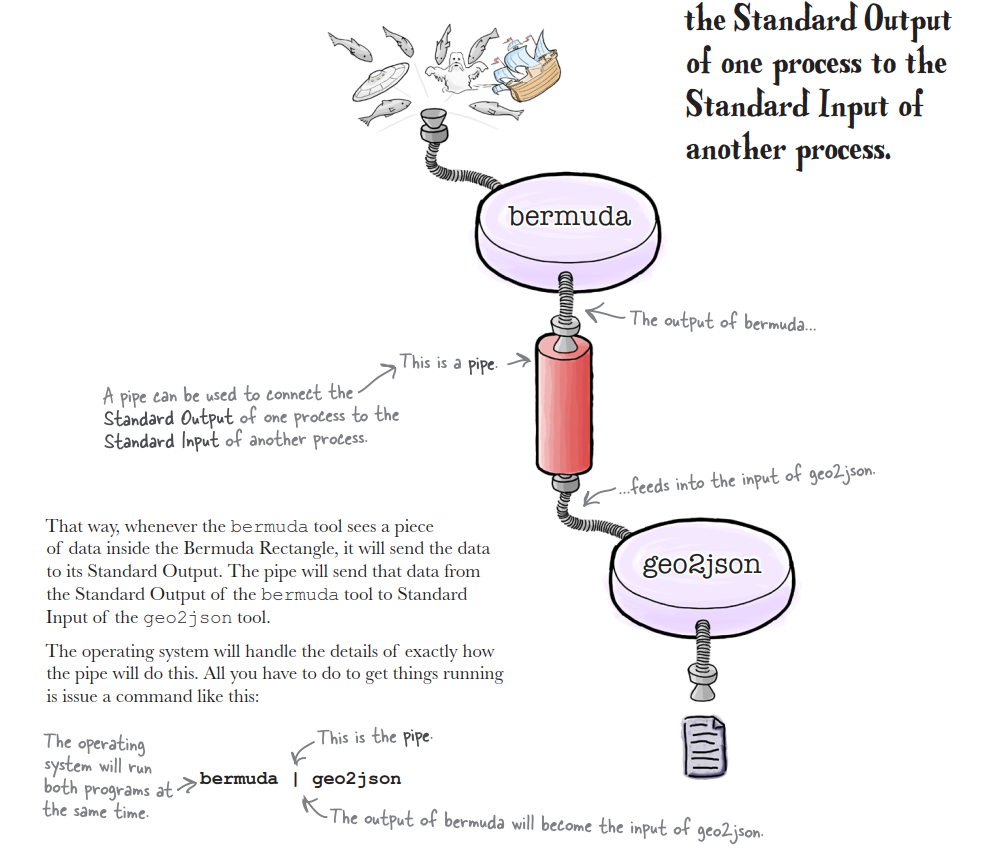 the Standard Output
of one process to the
Standard Input of
another process.
bermuda
The output of bermuda...
This is a pipe.
A pipe can be used to connect the
Standard Output of one process to the
Standard Input of another process.
...feeds into the input of geo2json.
geo2json
That way, whenever the bermuda tool sees a piece
of data inside the Bermuda Rectangle, it will send the data
to its Standard Output. The pipe will send that data from
the Standard Output of the bermuda tool to Standard
Input of the geo2json tool.
The operating system will handle the details of exactly how
the pipe will do this. All you have to do to get things running
is issue a command like this:
The operating
system will run
both programs at
the same time.
This is the pipe.
bermuda | geo2json
The output of bermuda will become the input of geo2json.